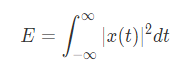 E = ∫_{-∞}^{∞} |x(t)|² dt